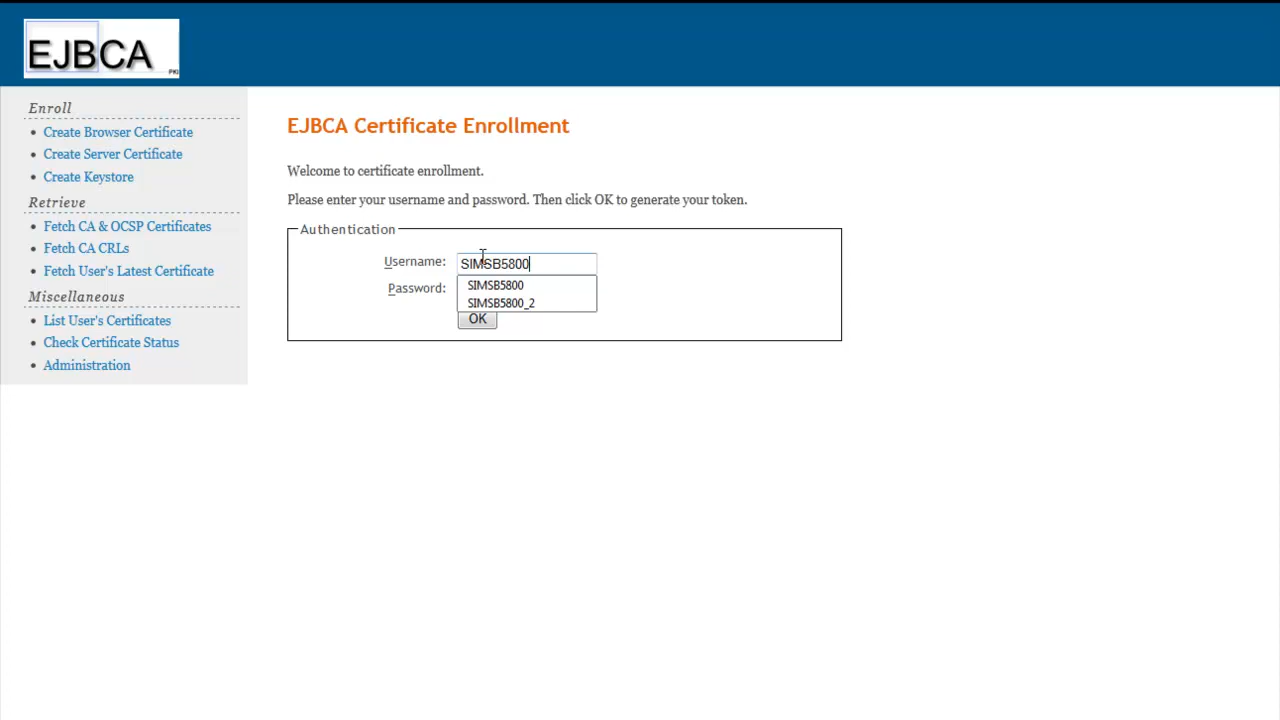 EJBCA
PKI
Enroll
Create Browser Certificate
Create Server Certificate
Create Keystore
Retrieve
Fetch CA & OCSP Certificates
Fetch CA CRLs
Fetch User's Latest Certificate
Miscellaneous
List User's Certificates
Check Certificate Status
Administration
EJBCA Certificate Enrollment
Welcome to certificate enrollment.
Please enter your username and password. Then click OK to generate your token.
Authentication
Username: SIMSB5800
SIMSB5800
Password:
SIMSB5800_2
OK